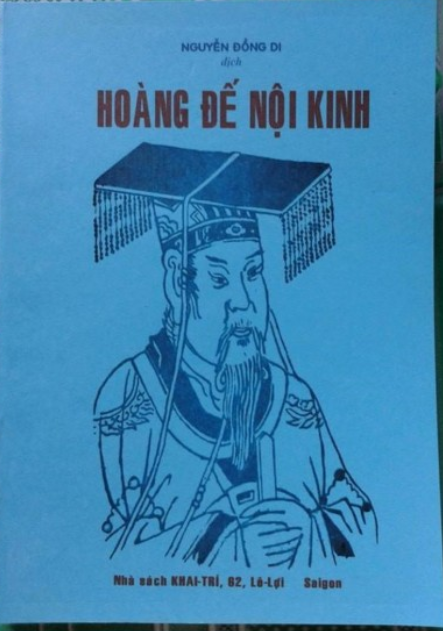 NGUYỄN ĐỒNG DI
dịch
HOÀNG ĐẾ NỘI KINH
Nhà sách KHAI-TRÍ, 62, Lê-Lợi Saigon